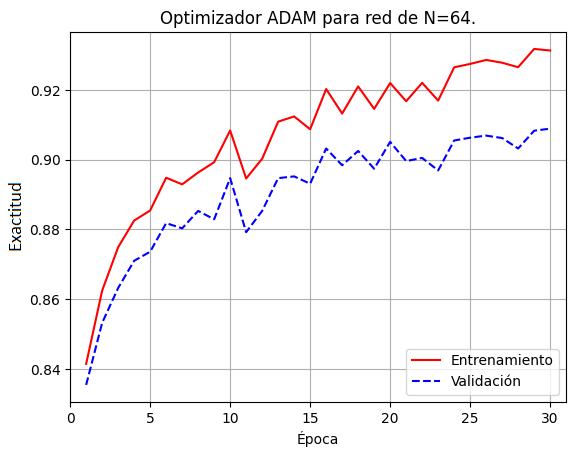 Optimizador ADAM para red de N=64.
Exactitud
0.92
0.90
0.88
0.86
0.84
0
5
10
15
20
25
30
Época
Entrenamiento
Validación